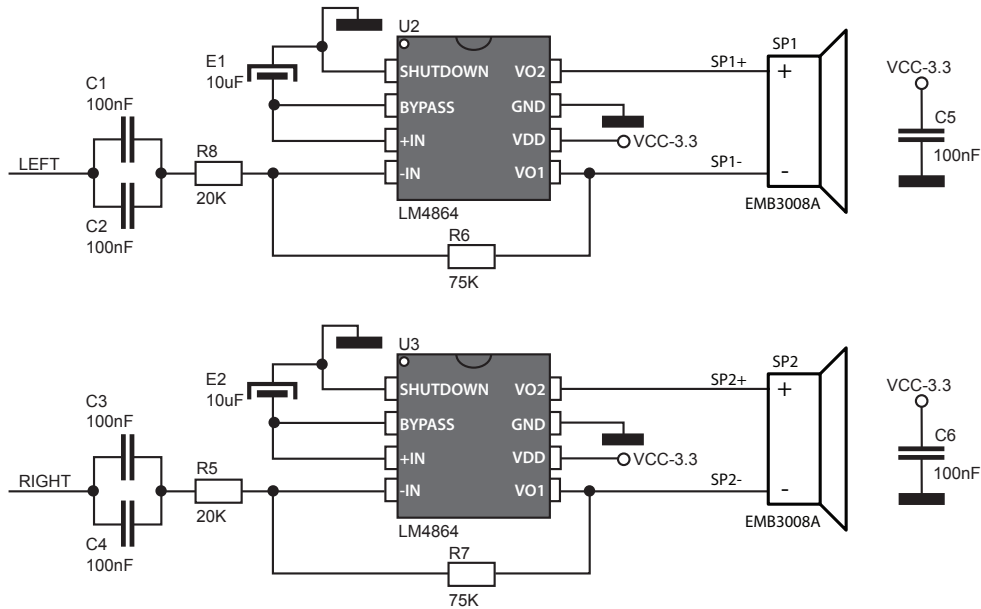 U2
E1
10uF
C1
100nF
SHUTDOWN VO2
BYPASS GND
+IN VDD
-IN VO1
LM4864
VCC-3.3
SP1+
SP1-
SP1
+
-
EMB3008A
VCC-3.3
C5
100nF
LEFT
R8
20K
C2
100nF
R6
75K
U3
E2
10uF
C3
100nF
SHUTDOWN VO2
BYPASS GND
+IN VDD
-IN VO1
LM4864
VCC-3.3
SP2+
SP2-
SP2
+
-
EMB3008A
VCC-3.3
C6
100nF
RIGHT
R5
20K
C4
100nF
R7
75K